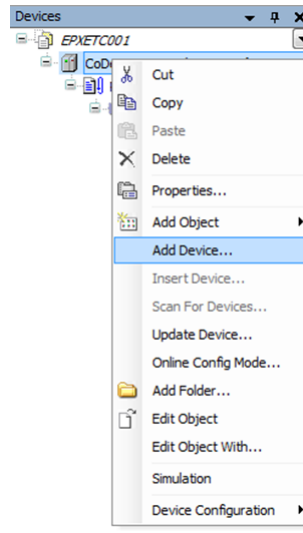 Devices
EPXETC001
Cut
Copy
Paste
Delete
Properties...
Add Object
Add Device...
Insert Device...
Scan For Devices...
Update Device...
Online Config Mode...
Add Folder...
Edit Object
Edit Object With...
Simulation
Device Configuration